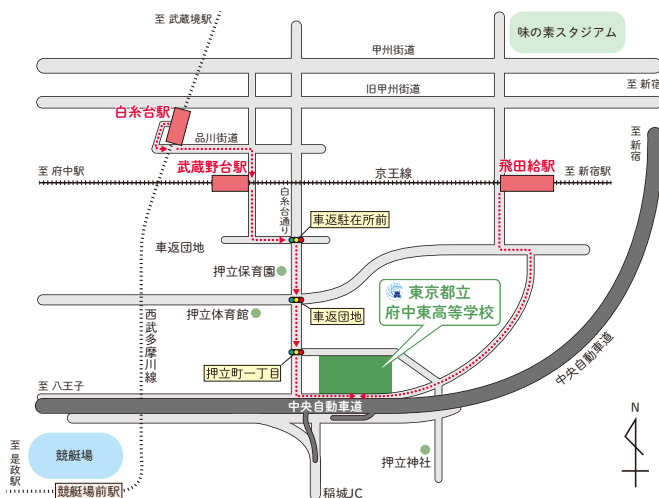 至 武蔵境駅
味の素スタジアム
甲州街道
至 新宿
旧甲州街道
白糸台駅
品川街道
至 新宿
武蔵野台駅
飛田給駅
至 府中駅
京王線
至 新宿駅
白糸台通り
車返駐在所前
車返団地
押立保育園
東京都立
府中東高等学校
押立体育館
車返団地
西武多摩川線
押立町一丁目
中央自動車道
至 八王子
中央自動車道
N
至 是政駅
競艇場
押立神社
競艇場前駅
稲城JC